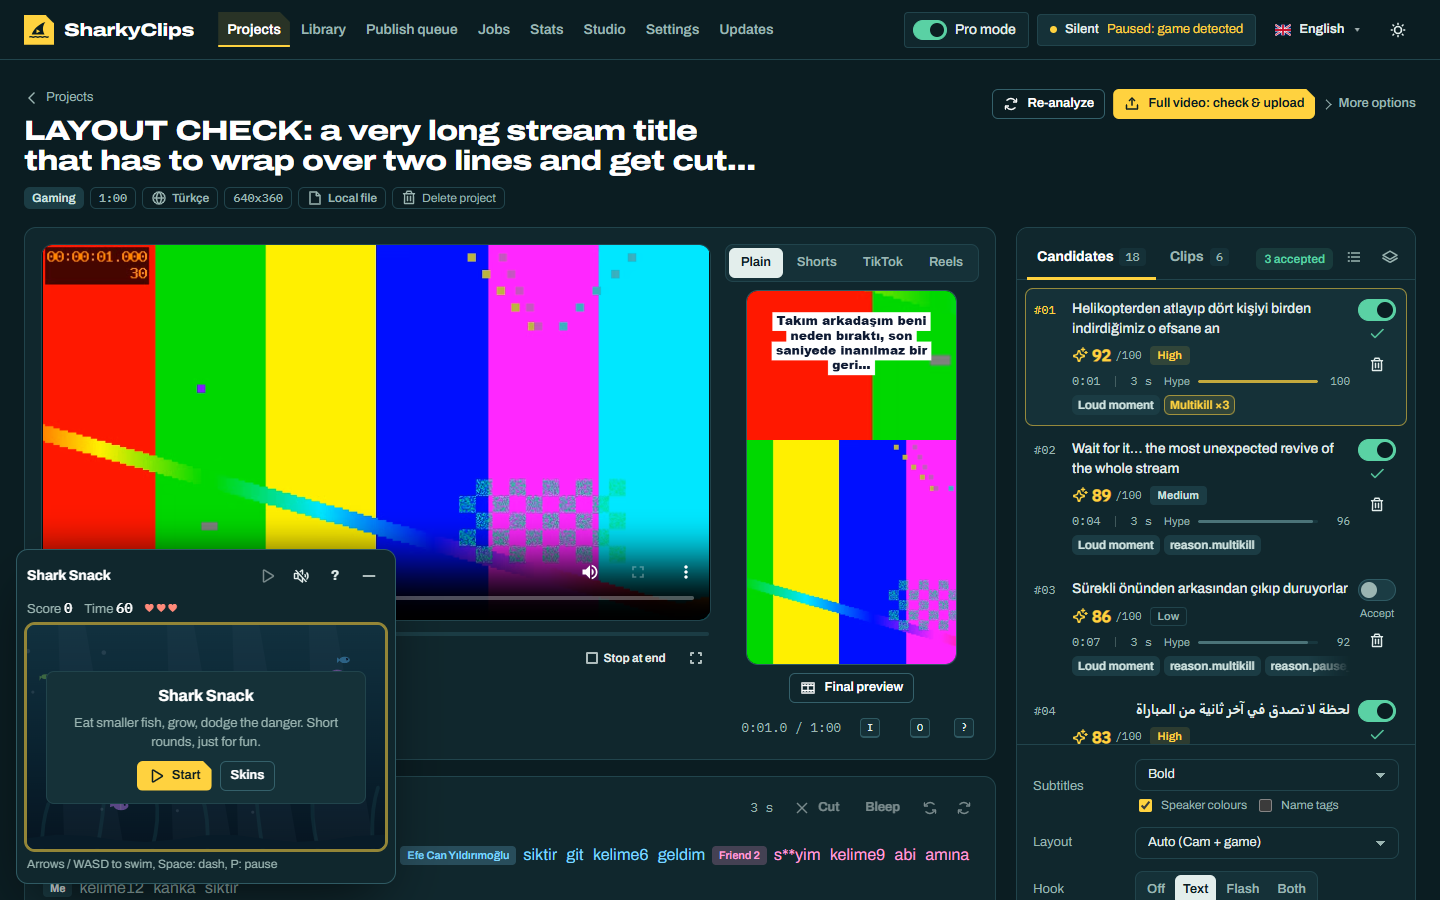 SharkyClips
Projects
Library
Publish queue
Jobs
Stats
Studio
Settings
Updates
Pro mode
Silent Paused: game detected
English
Projects
Re-analyze
Full video: check & upload
More options
LAYOUT CHECK: a very long stream title
that has to wrap over two lines and get cut...
Gaming
1:00
Türkçe
640x360
Local file
Delete project
00:00:01.000
30
Plain
Shorts
TikTok
Reels
Takım arkadaşım beni
neden bıraktı, son
saniyede inanılmaz bir
geri...
Stop at end
Final preview
0:01.0 / 1:00
I
O
?
Candidates 18
Clips 6
3 accepted
#01
Helikopterden atlayıp dört kişiyi birden
indirdiğimiz o efsane an
92 /100 High
0:01 | 3 s Hype 100
Loud moment Multikill ×3
#02
Wait for it... the most unexpected revive of
the whole stream
89 /100 Medium
0:04 | 3 s Hype 96
Loud moment reason.multikill
#03
Sürekli önünden arkasından çıkıp duruyorlar
Accept
86 /100 Low
0:07 | 3 s Hype 92
Loud moment reason.multikill reason.pause
#04
لحظة لا تصدق في آخر ثانية من المباراة
83 /100 High
Subtitles
Bold
Speaker colours
Name tags
Layout
Auto (Cam + game)
Hook
Off Text Flash Both
Shark Snack
?
Score 0 Time 60
Shark Snack
Eat smaller fish, grow, dodge the danger. Short
rounds, just for fun.
Start
Skins
Arrows / WASD to swim, Space: dash, P: pause
3 s
Cut
Bleep
Efe Can Yıldırımoğlu siktir git kelime6 geldim Friend 2 s**yim kelime9 abi amına
Me kelime12 kanka siktir